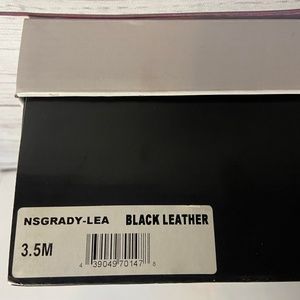 NSGRADY-LEA BLACK LEATHER
3.5M
4 39049 70147 8